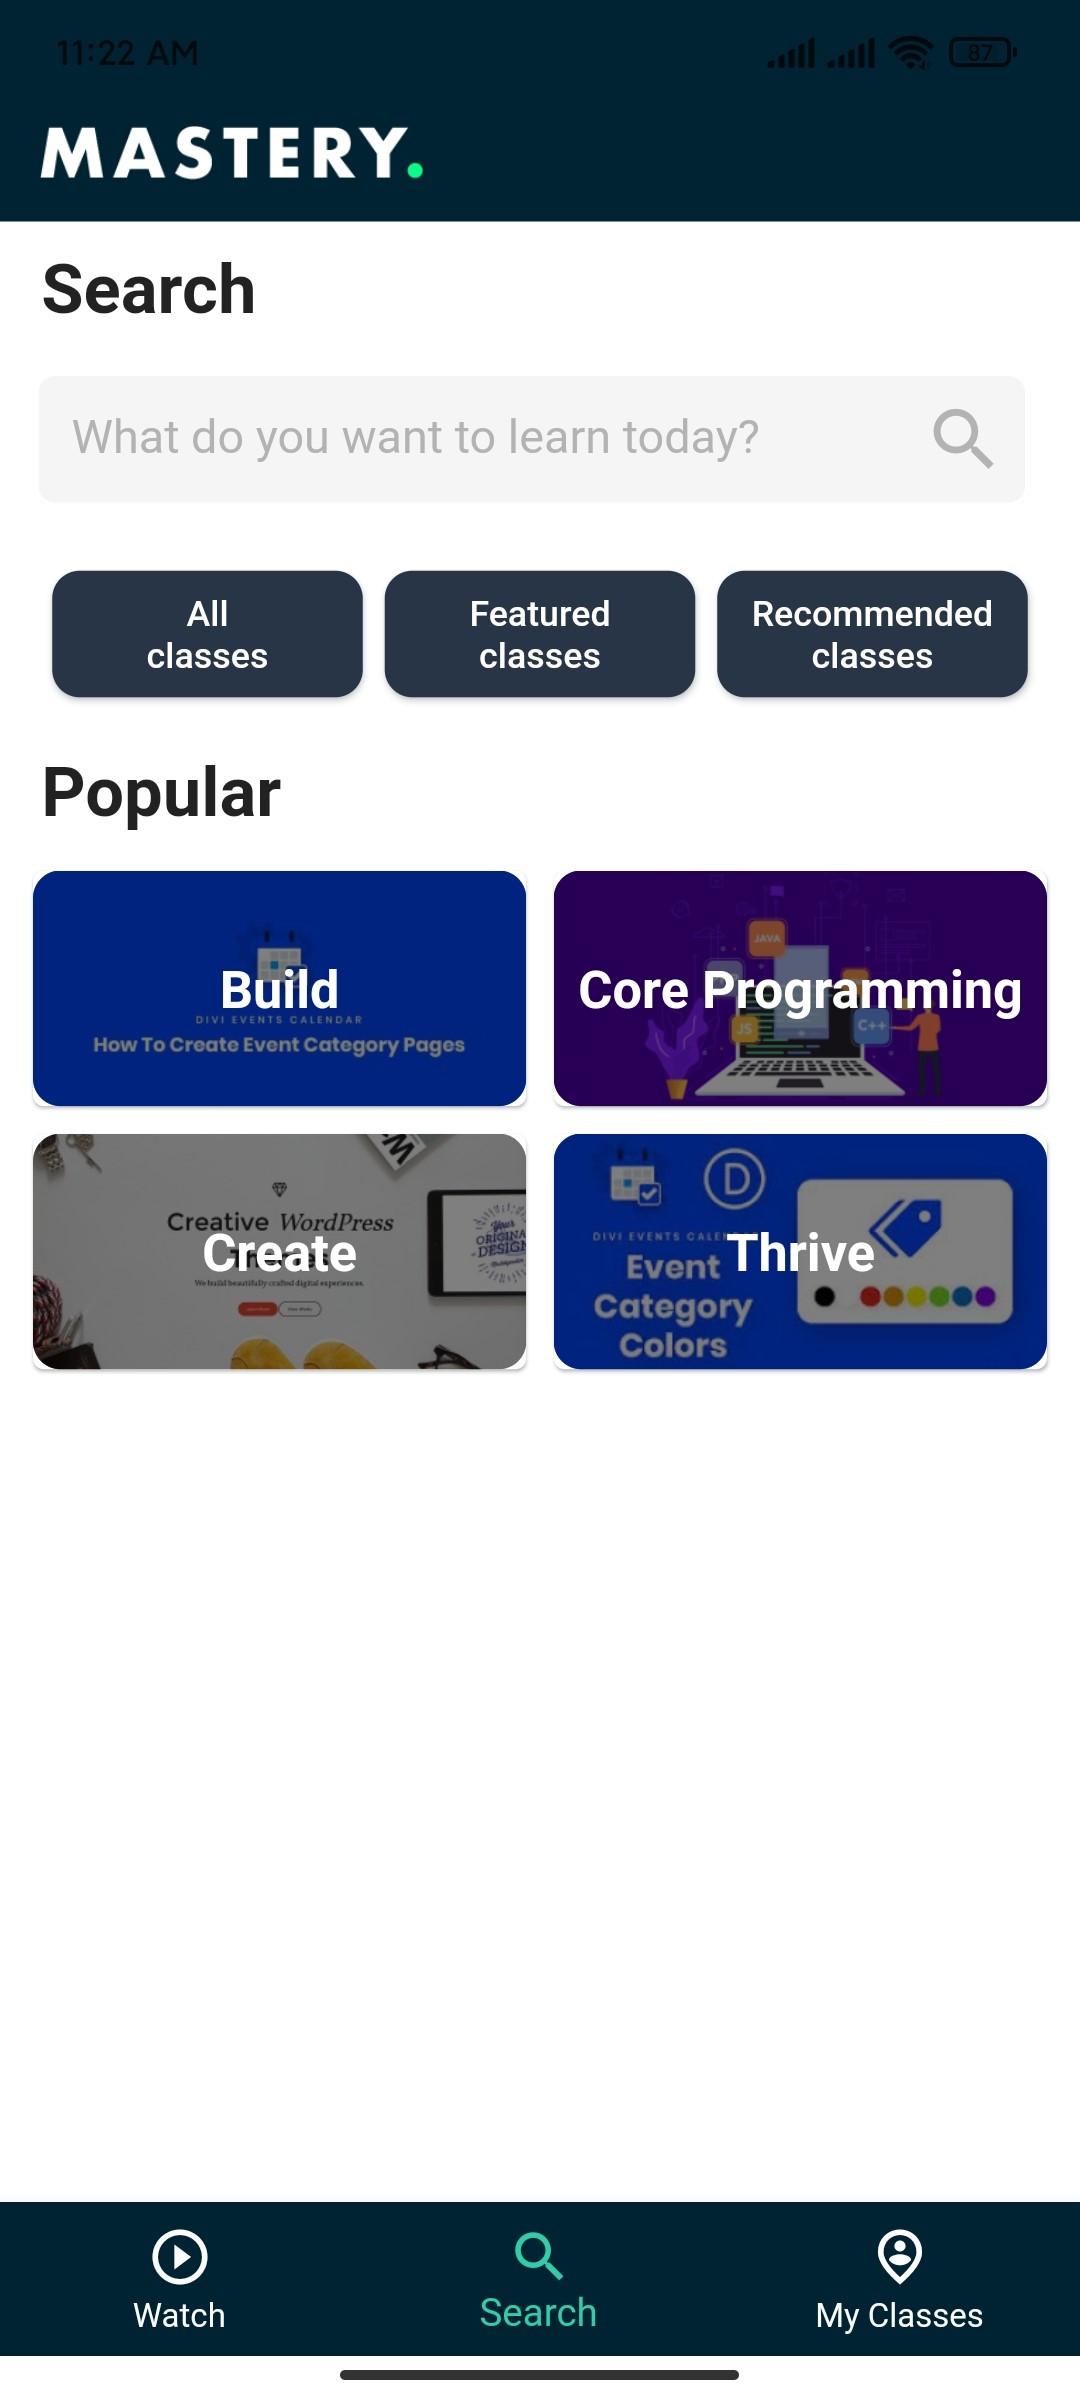 11:22 AM
87
MASTERY.
Search
What do you want to learn today?
All
classes
Featured
classes
Recommended
classes
Popular
Build
DIVI EVENTS CALENDAR
How To Create Event Category Pages
Core Programming
JAVA
JS
C++
Creative WordPress
Create
We build beautifully crafted digital experiences.
Your
ORIGINAL
DESIGN
D
DIVI EVENTS
Thrive
Event
Category
Colors
Watch
Search
My Classes